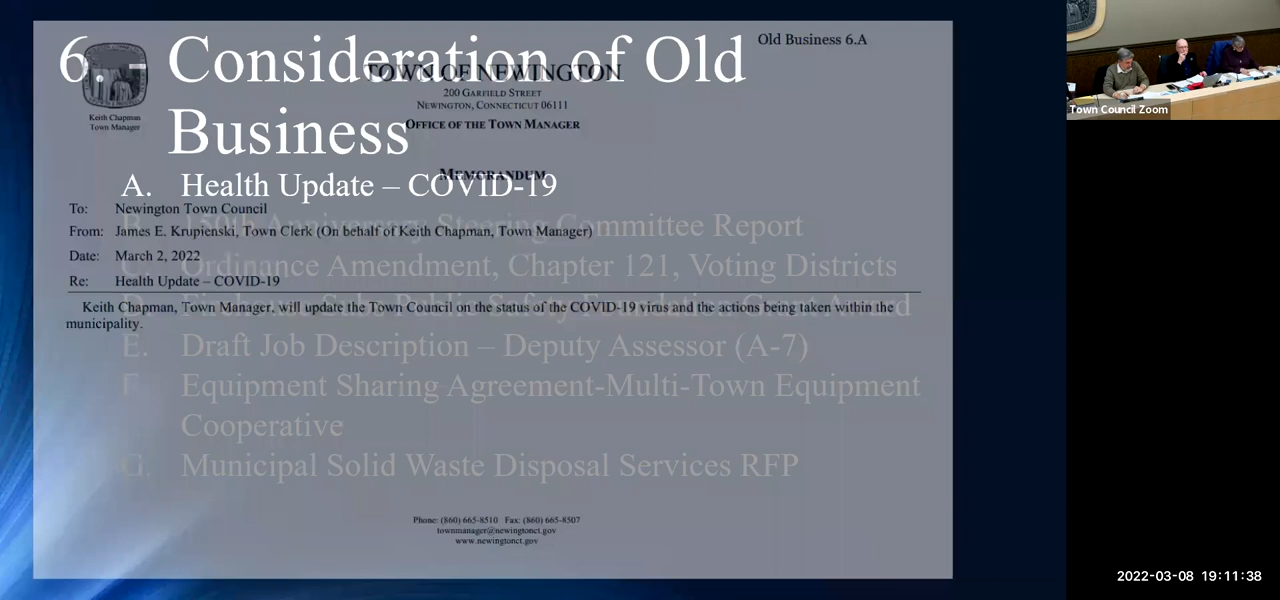 6 – Consideration of Old
Business
A. Health Update – COVID-19
B. 150th Anniversary Steering Committee Report
C. Ordinance Amendment, Chapter 121, Voting Districts
D. Firehouse Subs Public Safety Foundation Grant Award
E. Draft Job Description – Deputy Assessor (A-7)
F. Equipment Sharing Agreement-Multi-Town Equipment
Cooperative
G. Municipal Solid Waste Disposal Services RFP
Old Business 6.A
TOWN OF NEWINGTON
200 GARFIELD STREET
NEWINGTON, CONNECTICUT 06111
OFFICE OF THE TOWN MANAGER
Keith Chapman
Town Manager
MEMORANDUM
To: Newington Town Council
From: James E. Krupienski, Town Clerk (On behalf of Keith Chapman, Town Manager)
Date: March 2, 2022
Re: Health Update – COVID-19
Keith Chapman, Town Manager, will update the Town Council on the status of the COVID-19 virus and the actions being taken within the
municipality.
Phone: (860) 665-8510 Fax: (860) 665-8507
townmanager@newingtonct.gov
www.newingtonct.gov
Town Council Zoom
2022-03-08 19:11:38